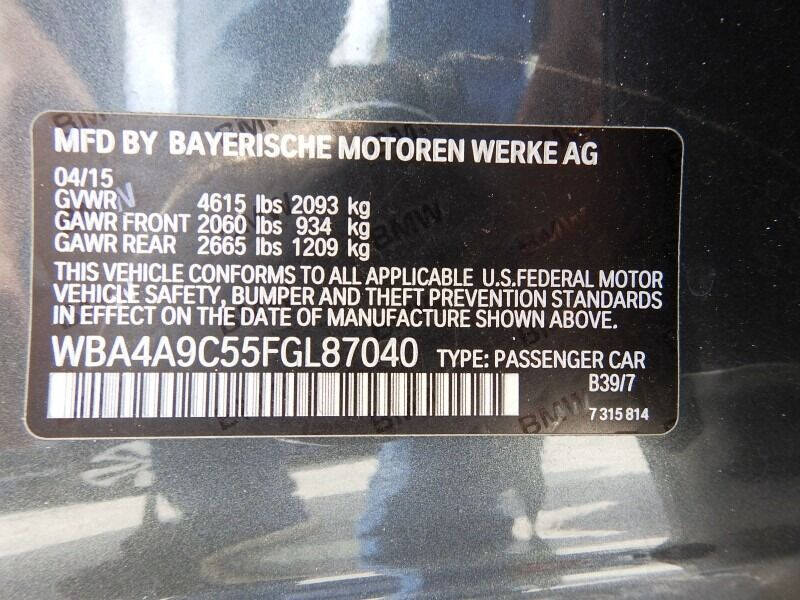 MFD BY BAYERISCHE MOTOREN WERKE AG
04/15
GVWR 4615 lbs 2093 kg
GAWR FRONT 2060 lbs 934 kg
GAWR REAR 2665 lbs 1209 kg
THIS VEHICLE CONFORMS TO ALL APPLICABLE U.S.FEDERAL MOTOR
VEHICLE SAFETY, BUMPER AND THEFT PREVENTION STANDARDS
IN EFFECT ON THE DATE OF MANUFACTURE SHOWN ABOVE.
WBA4A9C55FGL87040 TYPE: PASSENGER CAR
B39/7
7 315 814